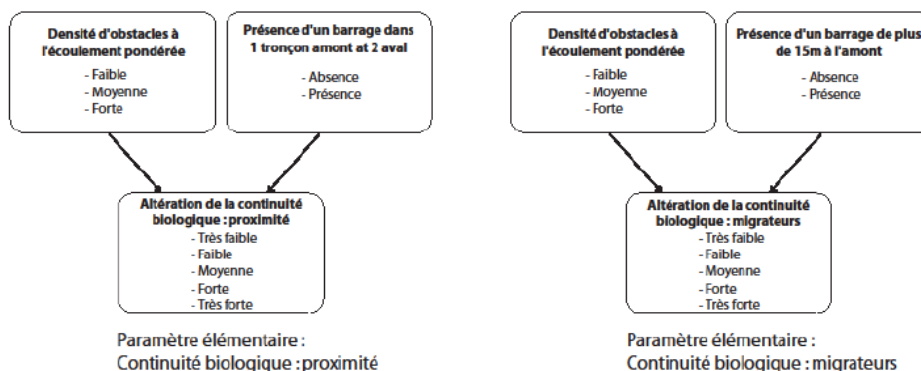 Densité d'obstacles à
l'écoulement pondérée
- Faible
- Moyenne
- Forte
Présence d'un barrage dans
1 tronçon amont at 2 aval
- Absence
- Présence
Altération de la continuité
biologique : proximité
- Très faible
- Faible
- Moyenne
- Forte
- Très forte
Paramètre élémentaire :
Continuité biologique : proximité
Densité d'obstacles à
l'écoulement pondérée
- Faible
- Moyenne
- Forte
Présence d'un barrage de plus
de 15m à l'amont
- Absence
- Présence
Altération de la continuité
biologique : migrateurs
- Très faible
- Faible
- Moyenne
- Forte
- Très forte
Paramètre élémentaire :
Continuité biologique : migrateurs